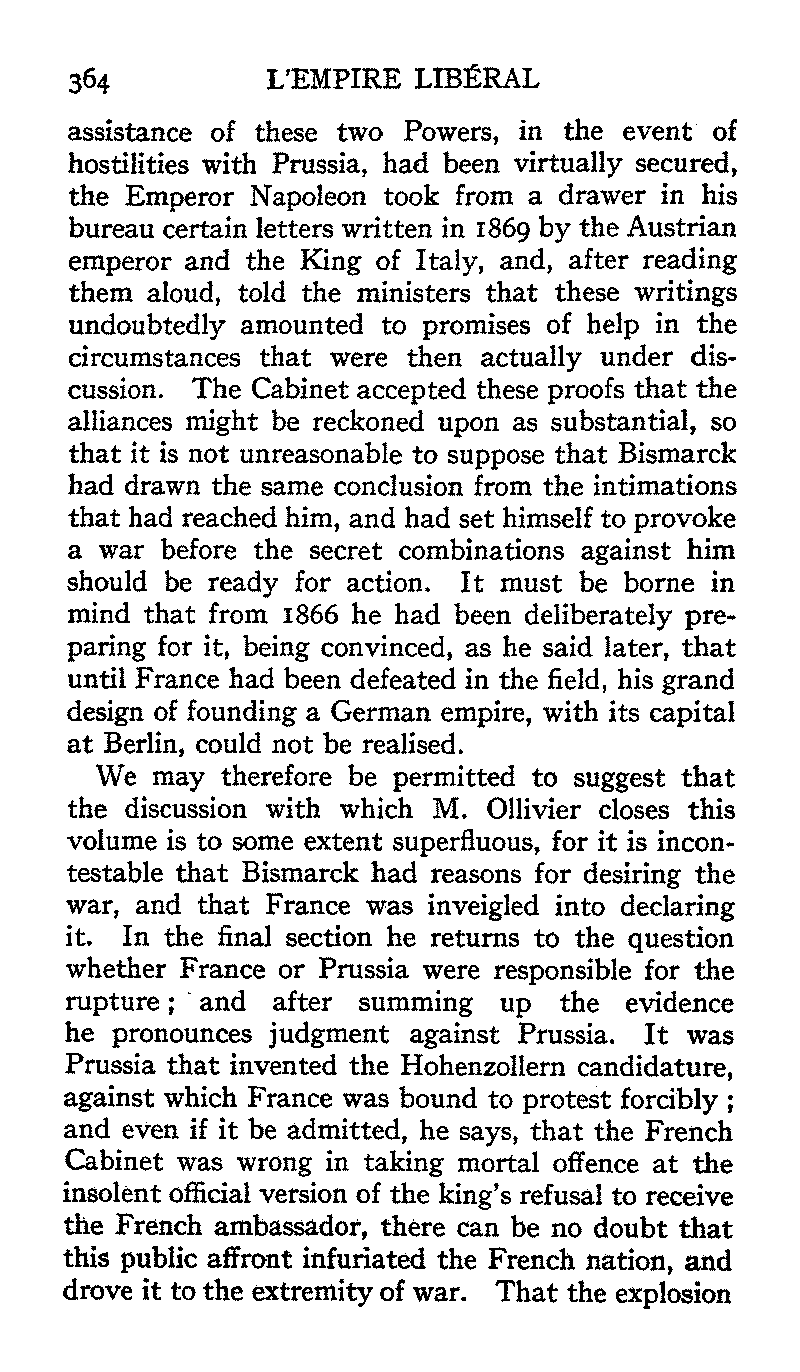 364 L'EMPIRE LIBÉRAL
assistance of these two Powers, in the event of
hostilities with Prussia, had been virtually secured,
the Emperor Napoleon took from a drawer in his
bureau certain letters written in 1869 by the Austrian
emperor and the King of Italy, and, after reading
them aloud, told the ministers that these writings
undoubtedly amounted to promises of help in the
circumstances that were then actually under dis-
cussion. The Cabinet accepted these proofs that the
alliances might be reckoned upon as substantial, so
that it is not unreasonable to suppose that Bismarck
had drawn the same conclusion from the intimations
that had reached him, and had set himself to provoke
a war before the secret combinations against him
should be ready for action. It must be borne in
mind that from 1866 he had been deliberately pre-
paring for it, being convinced, as he said later, that
until France had been defeated in the field, his grand
design of founding a German empire, with its capital
at Berlin, could not be realised.
We may therefore be permitted to suggest that
the discussion with which M. Ollivier closes this
volume is to some extent superfluous, for it is incon-
testable that Bismarck had reasons for desiring the
war, and that France was inveigled into declaring
it. In the final section he returns to the question
whether France or Prussia were responsible for the
rupture ; and after summing up the evidence
he pronounces judgment against Prussia. It was
Prussia that invented the Hohenzollern candidature,
against which France was bound to protest forcibly ;
and even if it be admitted, he says, that the French
Cabinet was wrong in taking mortal offence at the
insolent official version of the king's refusal to receive
the French ambassador, there can be no doubt that
this public affront infuriated the French nation, and
drove it to the extremity of war. That the explosion